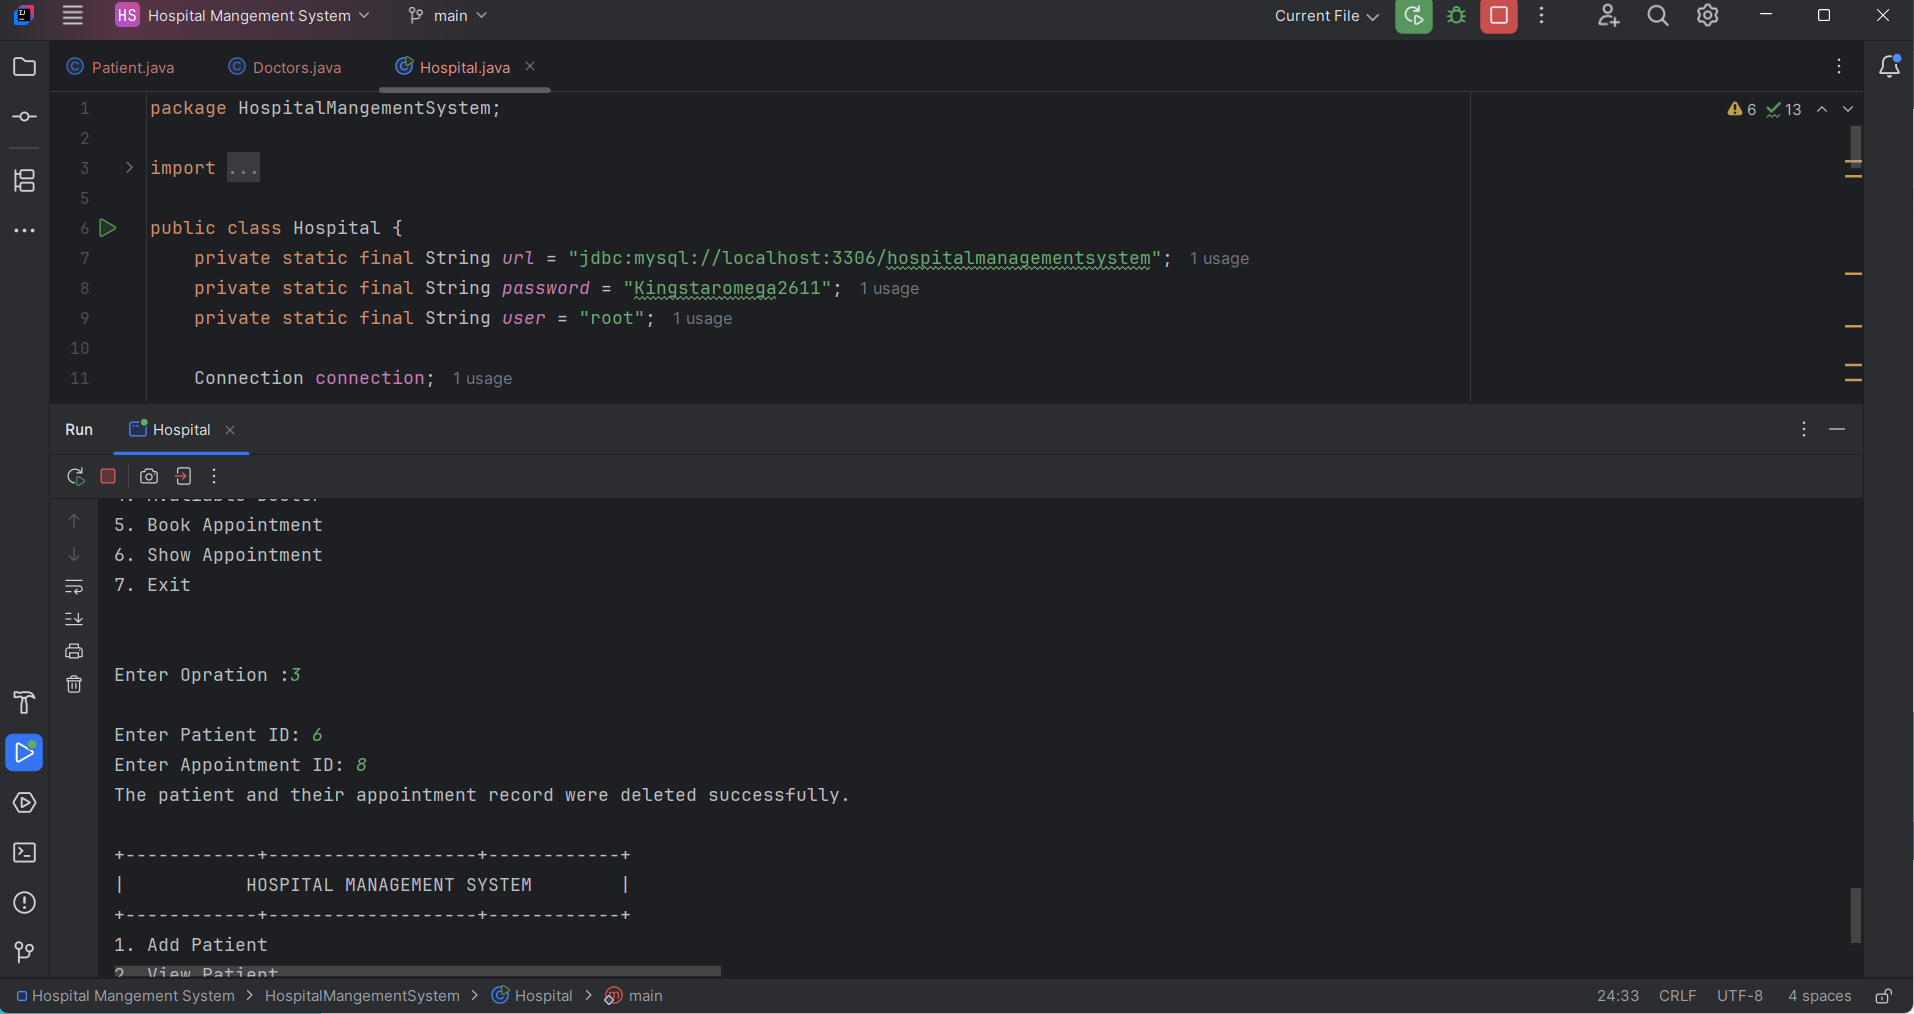 HS Hospital Mangement System main Current File
Patient.java Doctors.java Hospital.java
6 13
1 package HospitalMangementSystem;
2
3 import ...
5
6 public class Hospital {
7 private static final String url = "jdbc:mysql://localhost:3306/hospitalmanagementsystem"; 1 usage
8 private static final String password = "Kingstaromega2611"; 1 usage
9 private static final String user = "root"; 1 usage
10
11 Connection connection; 1 usage
Run Hospital
5. Book Appointment
6. Show Appointment
7. Exit
Enter Opration :3
Enter Patient ID: 6
Enter Appointment ID: 8
The patient and their appointment record were deleted successfully.
+------------+-------------------+------------+
| HOSPITAL MANAGEMENT SYSTEM |
+------------+-------------------+------------+
1. Add Patient
2. View Patient
Hospital Mangement System > HospitalMangementSystem > Hospital > main 24:33 CRLF UTF-8 4 spaces